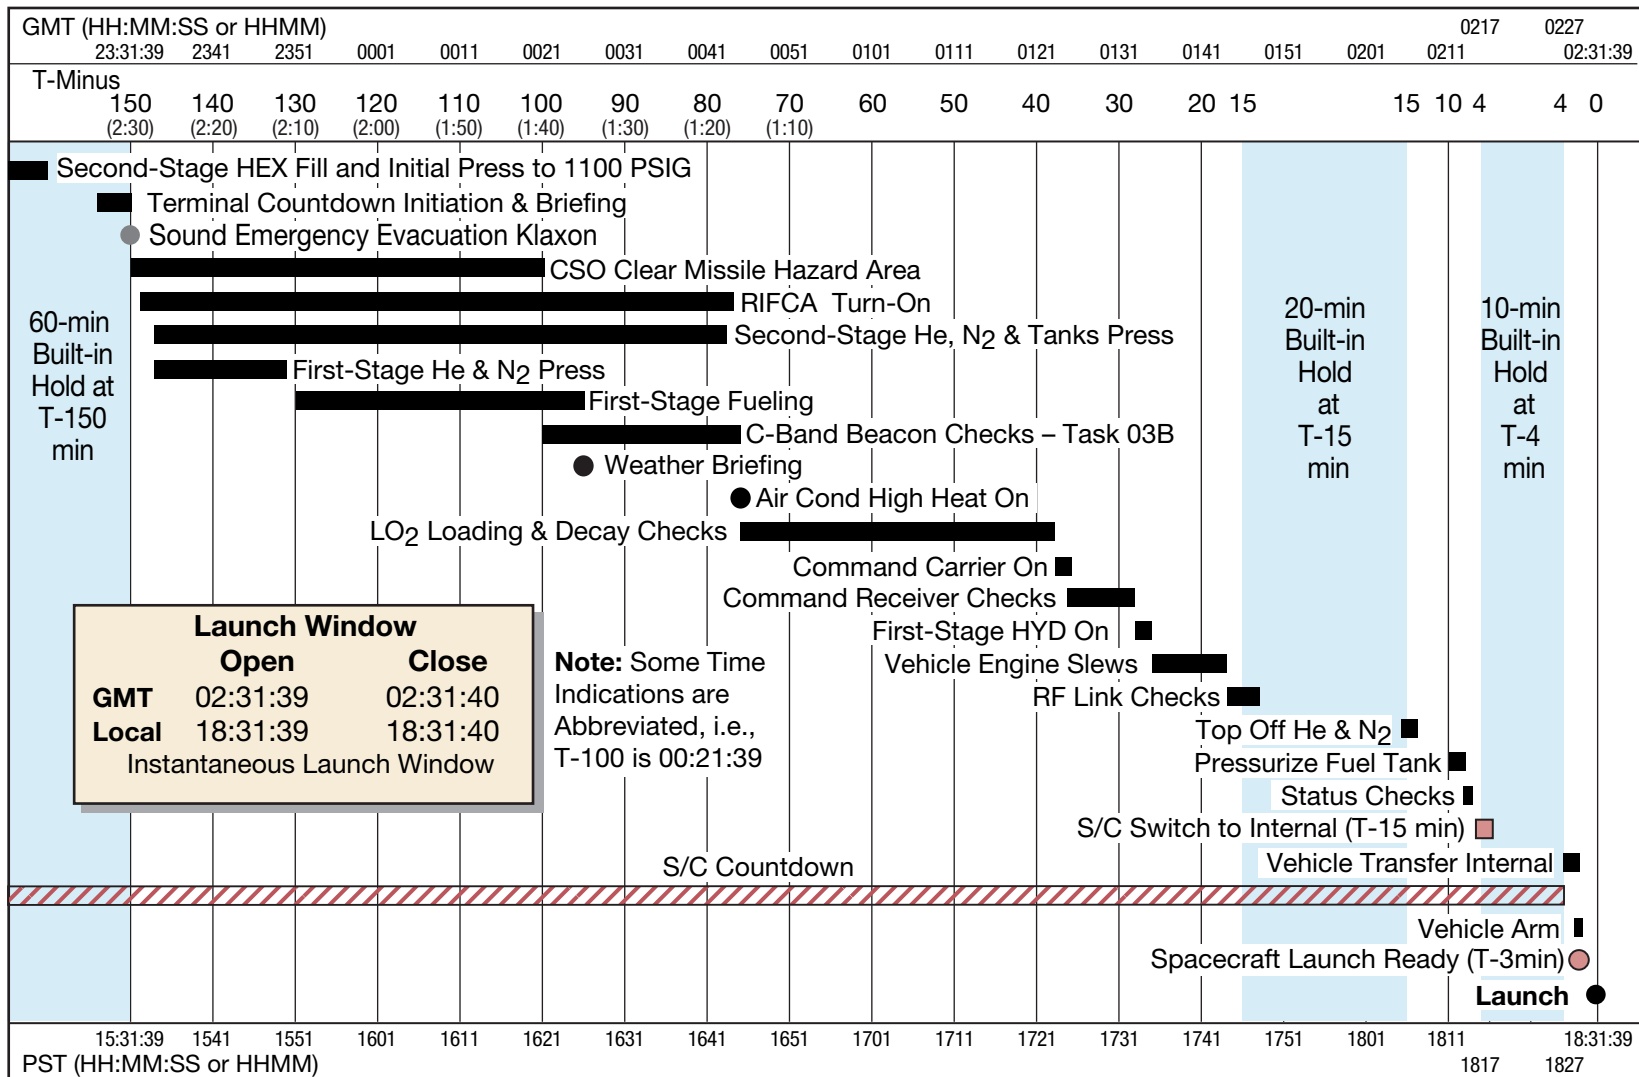 GMT (HH:MM:SS or HHMM)
0217 0227
23:31:39 2341 2351 0001 0011 0021 0031 0041 0051 0101 0111 0121 0131 0141 0151 0201 0211 02:31:39
T-Minus
150 140 130 120 110 100 90 80 70 60 50 40 30 20 15 15 10 4 4 0
(2:30) (2:20) (2:10) (2:00) (1:50) (1:40) (1:30) (1:20) (1:10)
Second-Stage HEX Fill and Initial Press to 1100 PSIG
Terminal Countdown Initiation & Briefing
Sound Emergency Evacuation Klaxon
CSO Clear Missile Hazard Area
RIFCA Turn-On
Second-Stage He, N2 & Tanks Press
First-Stage He & N2 Press
First-Stage Fueling
C-Band Beacon Checks – Task 03B
Weather Briefing
Air Cond High Heat On
LO2 Loading & Decay Checks
Command Carrier On
Command Receiver Checks
First-Stage HYD On
Vehicle Engine Slews
RF Link Checks
Top Off He & N2
Pressurize Fuel Tank
Status Checks
S/C Switch to Internal (T-15 min)
Vehicle Transfer Internal
S/C Countdown
Vehicle Arm
Spacecraft Launch Ready (T-3min)
Launch
60-min
Built-in
Hold at
T-150
min
20-min
Built-in
Hold
at
T-15
min
10-min
Built-in
Hold
at
T-4
min
Launch Window
Open Close
GMT 02:31:39 02:31:40
Local 18:31:39 18:31:40
Instantaneous Launch Window
Note: Some Time
Indications are
Abbreviated, i.e.,
T-100 is 00:21:39
15:31:39 1541 1551 1601 1611 1621 1631 1641 1651 1701 1711 1721 1731 1741 1751 1801 1811 18:31:39
PST (HH:MM:SS or HHMM)
1817 1827